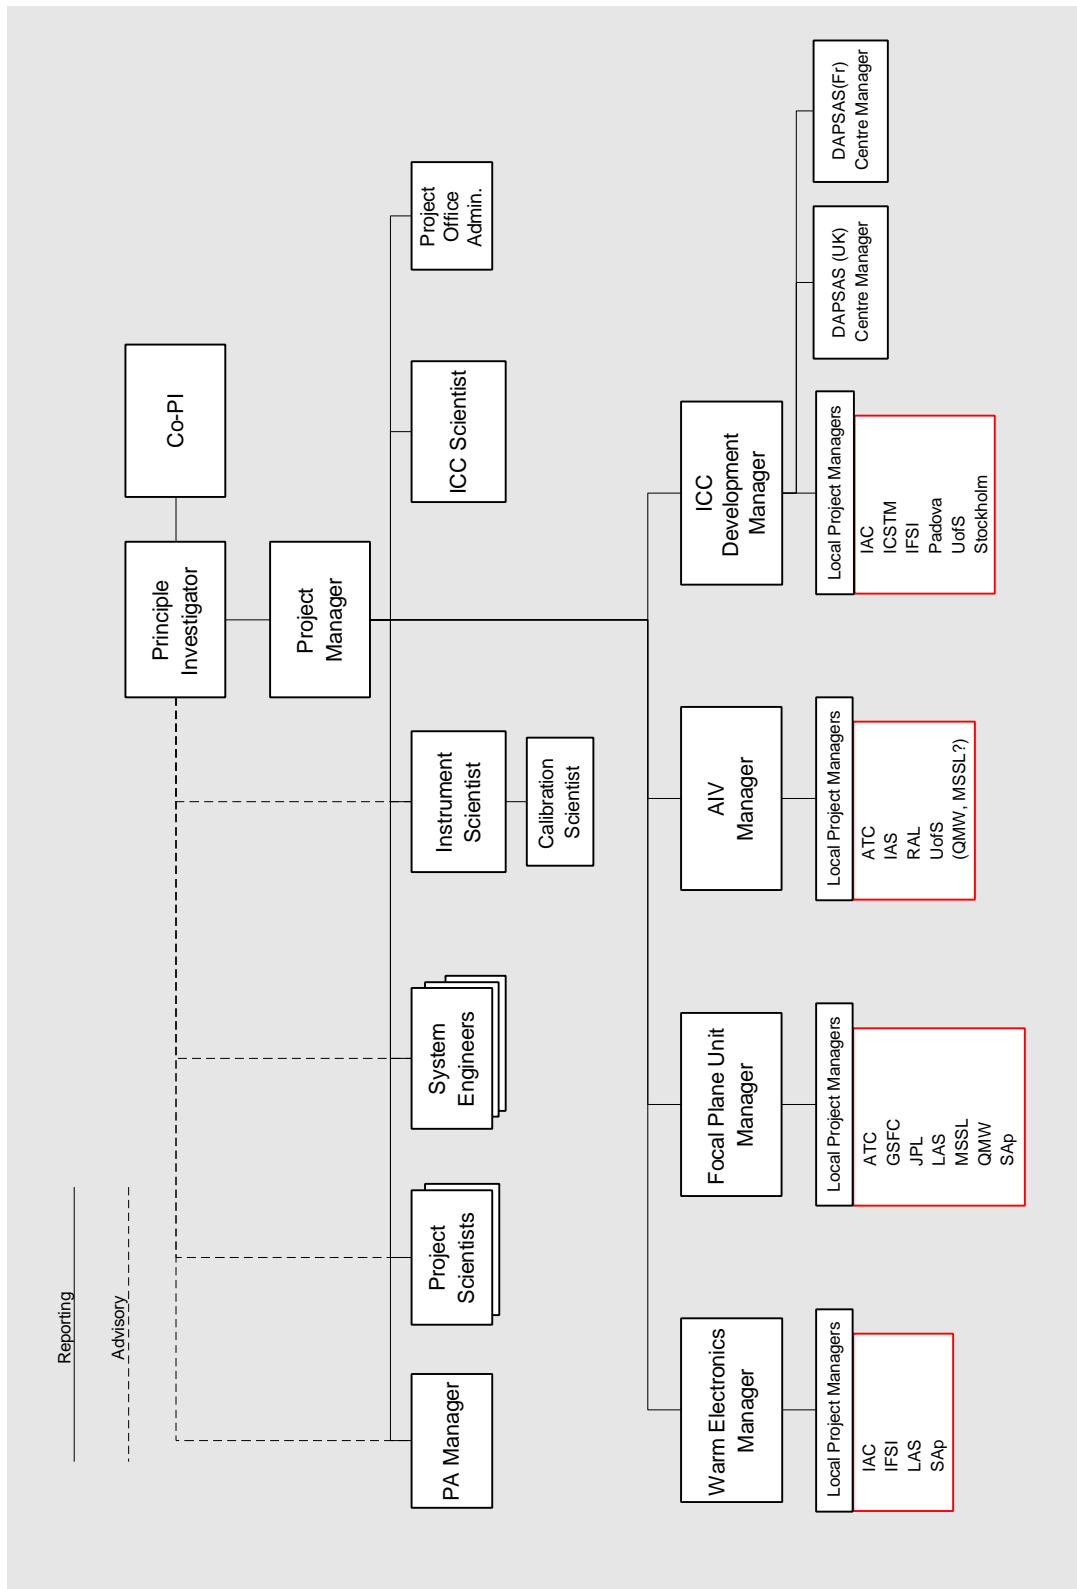 Reporting
Advisory
Co-PI
Principle
Investigator
Project
Manager
PA Manager
Project
Scientists
System
Engineers
Instrument
Scientist
Calibration
Scientist
ICC Scientist
Project
Office
Admin.
Warm Electronics
Manager
Local Project Managers
IAC
IFSI
LAS
SAp
Focal Plane Unit
Manager
Local Project Managers
ATC
GSFC
JPL
LAS
MSSL
QMW
SAp
AIV
Manager
Local Project Managers
ATC
IAS
RAL
UofS
(QMW, MSSL?)
ICC
Development
Manager
Local Project Managers
IAC
ICSTM
IFSI
Padova
UofS
Stockholm
DAPSAS (UK)
Centre Manager
DAPSAS(Fr)
Centre Manager